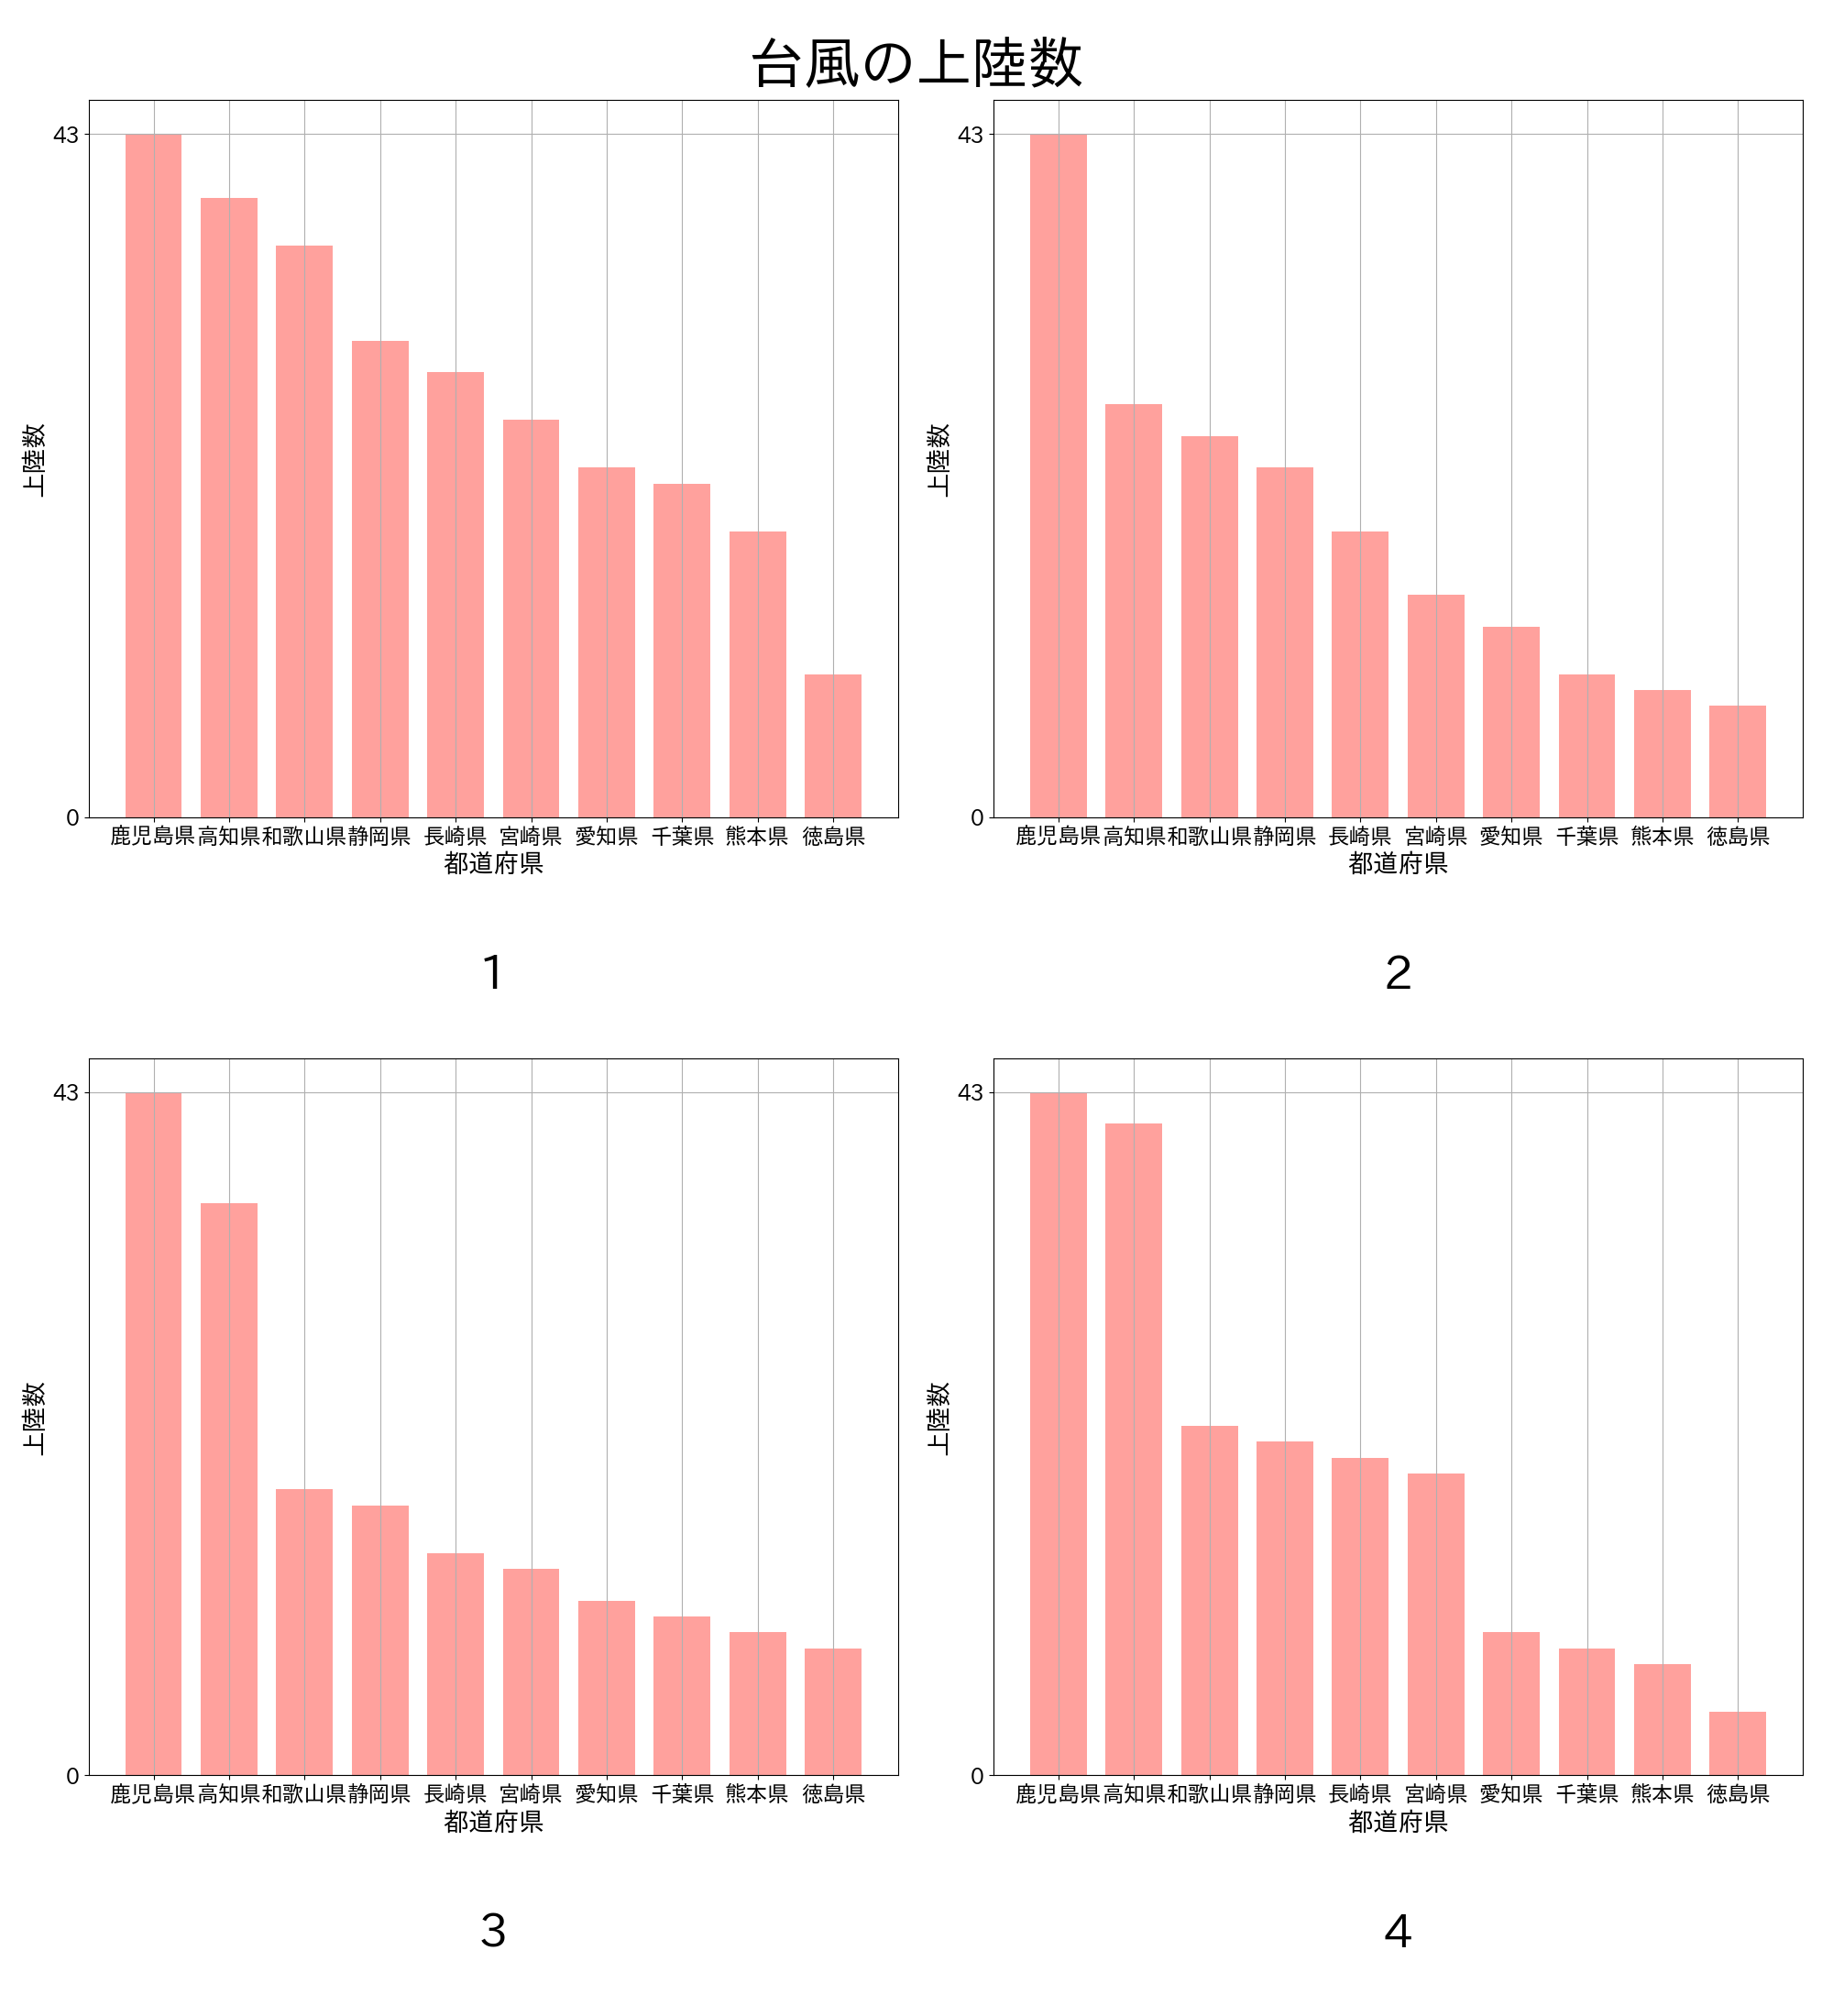 台風の上陸数
43
0
上陸数
鹿児島県 高知県 和歌山県 静岡県 長崎県 宮崎県 愛知県 千葉県 熊本県 徳島県
都道府県
1
43
0
上陸数
鹿児島県 高知県 和歌山県 静岡県 長崎県 宮崎県 愛知県 千葉県 熊本県 徳島県
都道府県
2
43
0
上陸数
鹿児島県 高知県 和歌山県 静岡県 長崎県 宮崎県 愛知県 千葉県 熊本県 徳島県
都道府県
3
43
0
上陸数
鹿児島県 高知県 和歌山県 静岡県 長崎県 宮崎県 愛知県 千葉県 熊本県 徳島県
都道府県
4